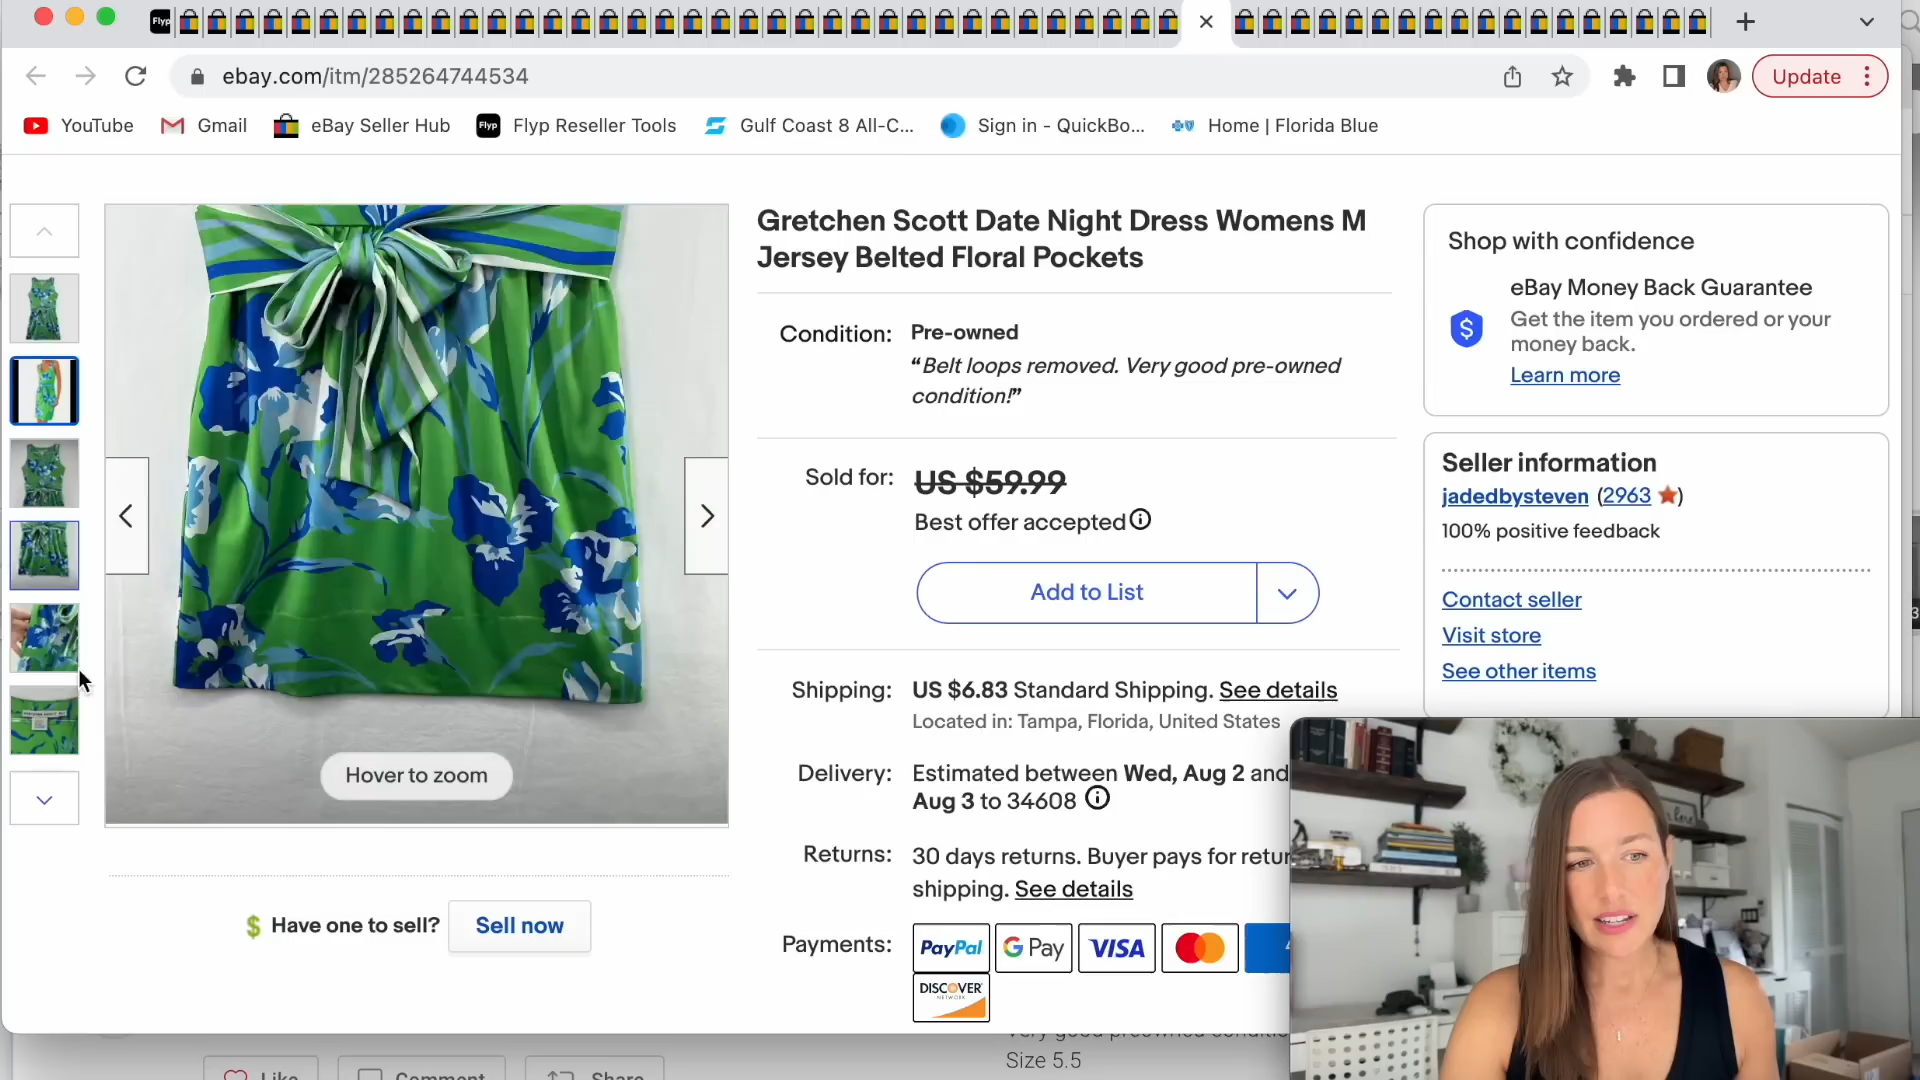 Flyp
ebay.com/itm/285264744534
Update
YouTube
Gmail
eBay Seller Hub
Flyp
Flyp Reseller Tools
Gulf Coast 8 All-C...
Sign in - QuickBo...
Home | Florida Blue
Gretchen Scott Date Night Dress Womens M
Jersey Belted Floral Pockets
Condition:
Pre-owned
“Belt loops removed. Very good pre-owned
condition!”
Sold for:
US $59.99
Best offer accepted
Add to List
Shipping:
US $6.83 Standard Shipping. See details
Located in: Tampa, Florida, United States
Delivery:
Estimated between Wed, Aug 2 and
Aug 3 to 34608
Returns:
30 days returns. Buyer pays for retur
shipping. See details
Payments:
PayPal
G Pay
VISA
DISCOVER
NETWORK
Hover to zoom
Have one to sell?
Sell now
Shop with confidence
eBay Money Back Guarantee
Get the item you ordered or your
money back.
Learn more
Seller information
jadedbysteven (2963)
100% positive feedback
Contact seller
Visit store
See other items
Size 5.5
Like
Comment
Share